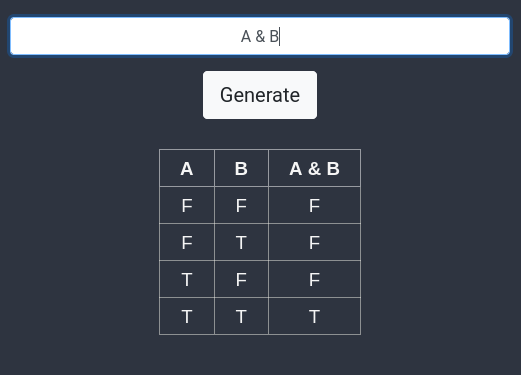 A & B
Generate
A B A & B
F F F
F T F
T F F
T T T